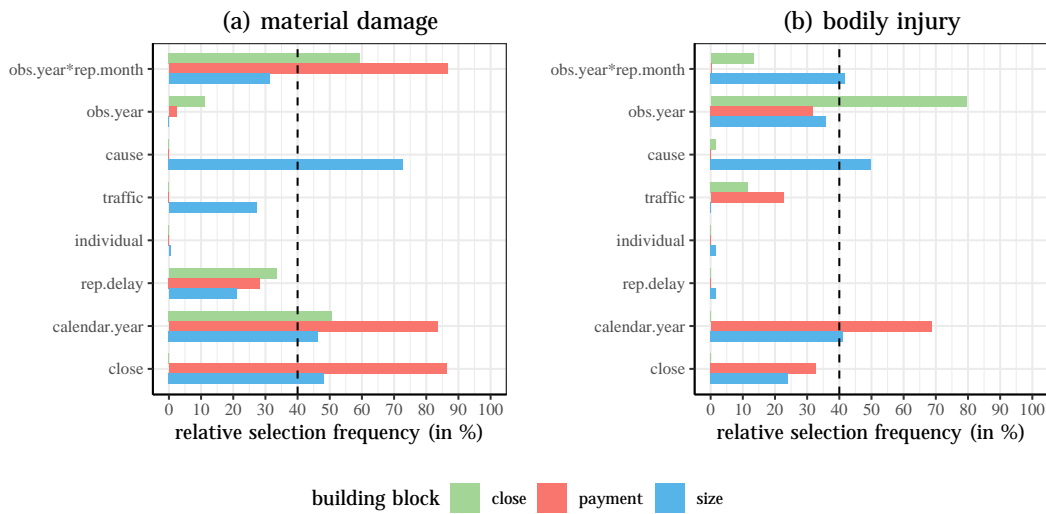 (a) material damage
obs.year*rep.month
obs.year
cause
traffic
individual
rep.delay
calendar.year
close
0 10 20 30 40 50 60 70 80 90 100
relative selection frequency (in %)
(b) bodily injury
obs.year*rep.month
obs.year
cause
traffic
individual
rep.delay
calendar.year
close
0 10 20 30 40 50 60 70 80 90 100
relative selection frequency (in %)
building block close payment size